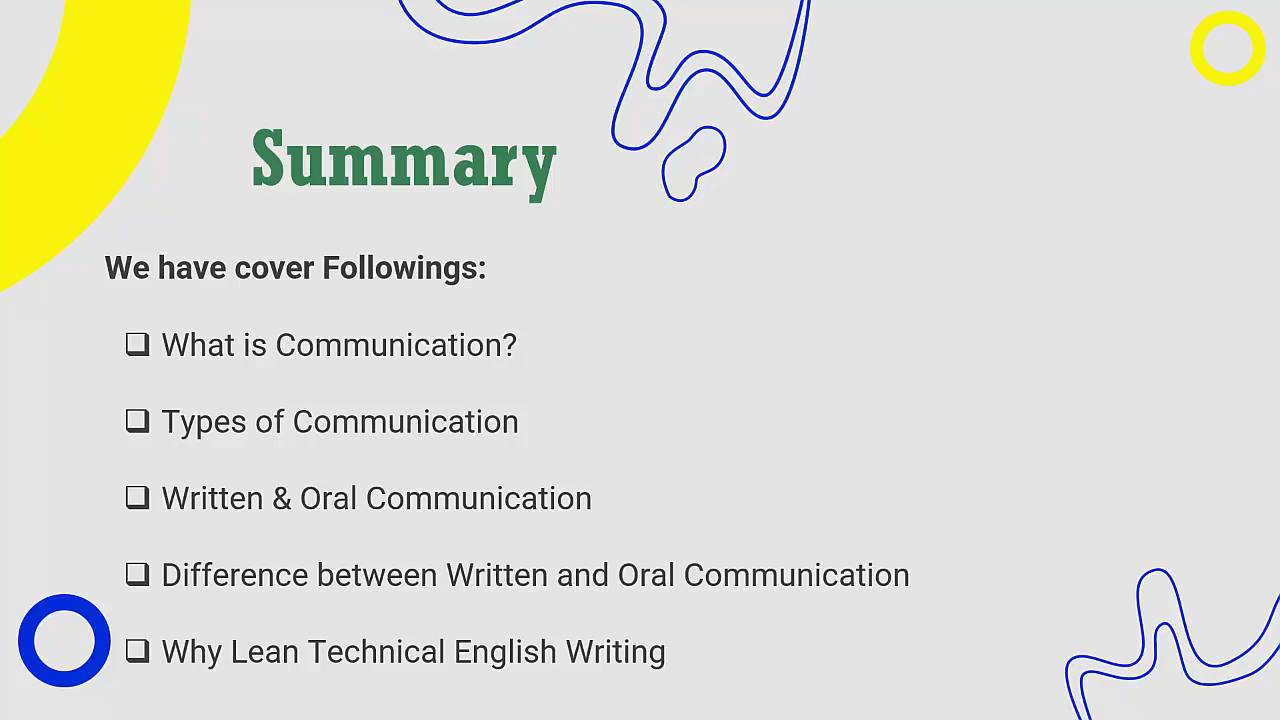 Summary
We have cover Followings:
❑ What is Communication?
❑ Types of Communication
❑ Written & Oral Communication
❑ Difference between Written and Oral Communication
❑ Why Lean Technical English Writing